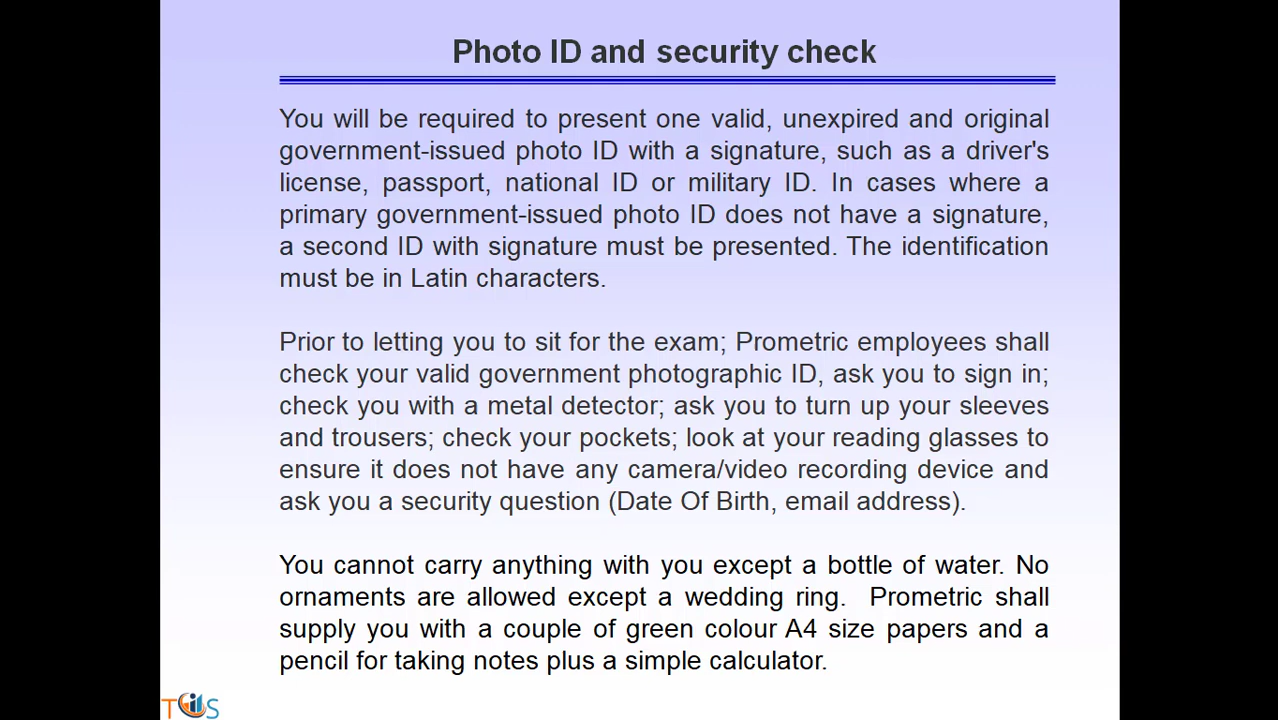 Photo ID and security check
You will be required to present one valid, unexpired and original
government-issued photo ID with a signature, such as a driver's
license, passport, national ID or military ID. In cases where a
primary government-issued photo ID does not have a signature,
a second ID with signature must be presented. The identification
must be in Latin characters.
Prior to letting you to sit for the exam; Prometric employees shall
check your valid government photographic ID, ask you to sign in;
check you with a metal detector; ask you to turn up your sleeves
and trousers; check your pockets; look at your reading glasses to
ensure it does not have any camera/video recording device and
ask you a security question (Date Of Birth, email address).
You cannot carry anything with you except a bottle of water. No
ornaments are allowed except a wedding ring.  Prometric shall
supply you with a couple of green colour A4 size papers and a
pencil for taking notes plus a simple calculator.